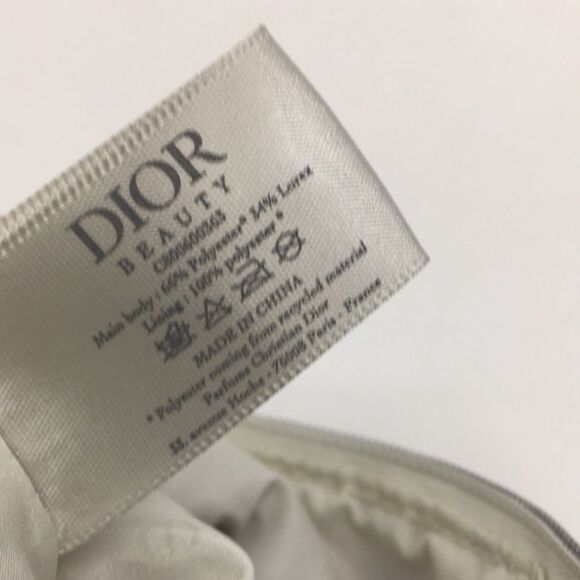 DIOR
BEAUTY
C800600363
Main body : 66% Polyester* 34% Lurex
Lining : 100% polyester *
MADE IN CHINA
* Polyester coming from recycled material
Parfums Christian Dior
33, avenue Hoche - 75008 Paris - France